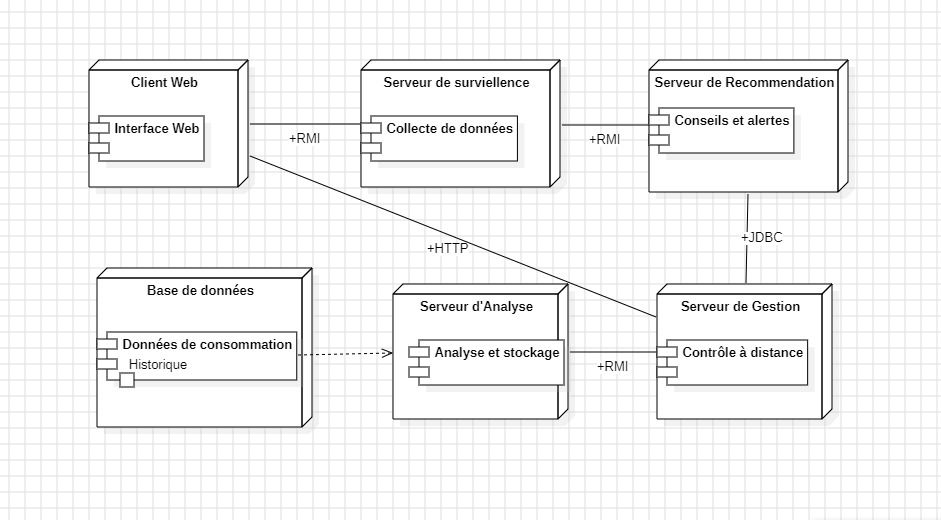 Client Web
Interface Web
+RMI
Serveur de surviellence
Collecte de données
+RMI
Serveur de Recommendation
Conseils et alertes
+HTTP
+JDBC
Base de données
Données de consommation
Historique
Serveur d'Analyse
Analyse et stockage
+RMI
Serveur de Gestion
Contrôle à distance